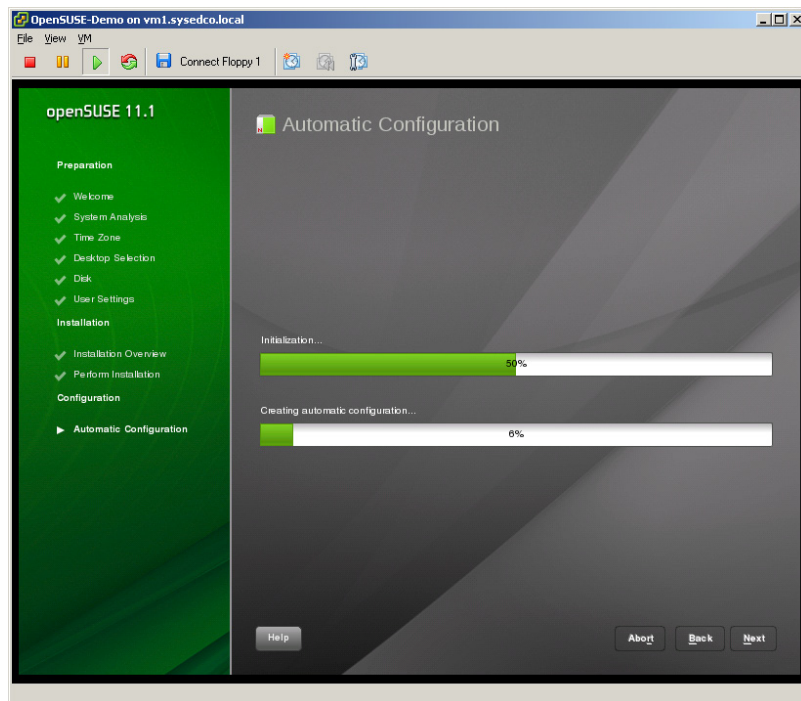 OpenSUSE-Demo on vm1.sysedco.local
File View VM
Connect Floppy 1
openSUSE 11.1
Automatic Configuration
Preparation
Welcome
System Analysis
Time Zone
Desktop Selection
Disk
User Settings
Installation
Installation Overview
Perform Installation
Configuration
Automatic Configuration
Initialization...
50%
Creating automatic configuration...
6%
Help
Abort Back Next